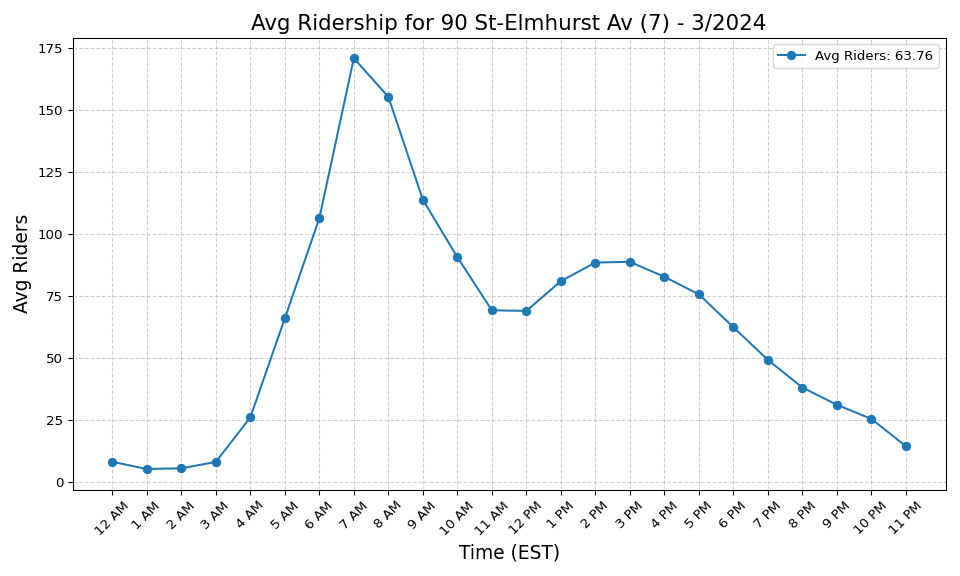 Avg Ridership for 90 St-Elmhurst Av (7) - 3/2024
Avg Riders: 63.76
175
150
125
100
75
50
25
0
Avg Riders
12 AM
1 AM
2 AM
3 AM
4 AM
5 AM
6 AM
7 AM
8 AM
9 AM
10 AM
11 AM
12 PM
1 PM
2 PM
3 PM
4 PM
5 PM
6 PM
7 PM
8 PM
9 PM
10 PM
11 PM
Time (EST)